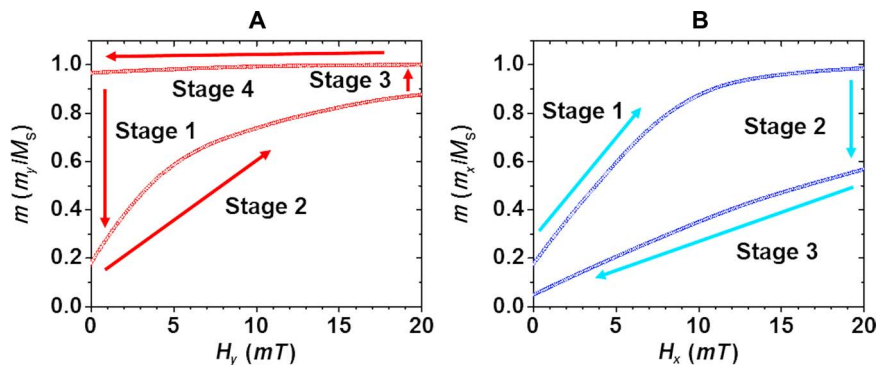 A
m (m_y/M_S)
1.0
0.8
0.6
0.4
0.2
0.0
Stage 4
Stage 3
Stage 1
Stage 2
0 5 10 15 20
H_y (mT)
B
m (m_x/M_S)
1.0
0.8
0.6
0.4
0.2
0.0
Stage 1
Stage 2
Stage 3
0 5 10 15 20
H_x (mT)